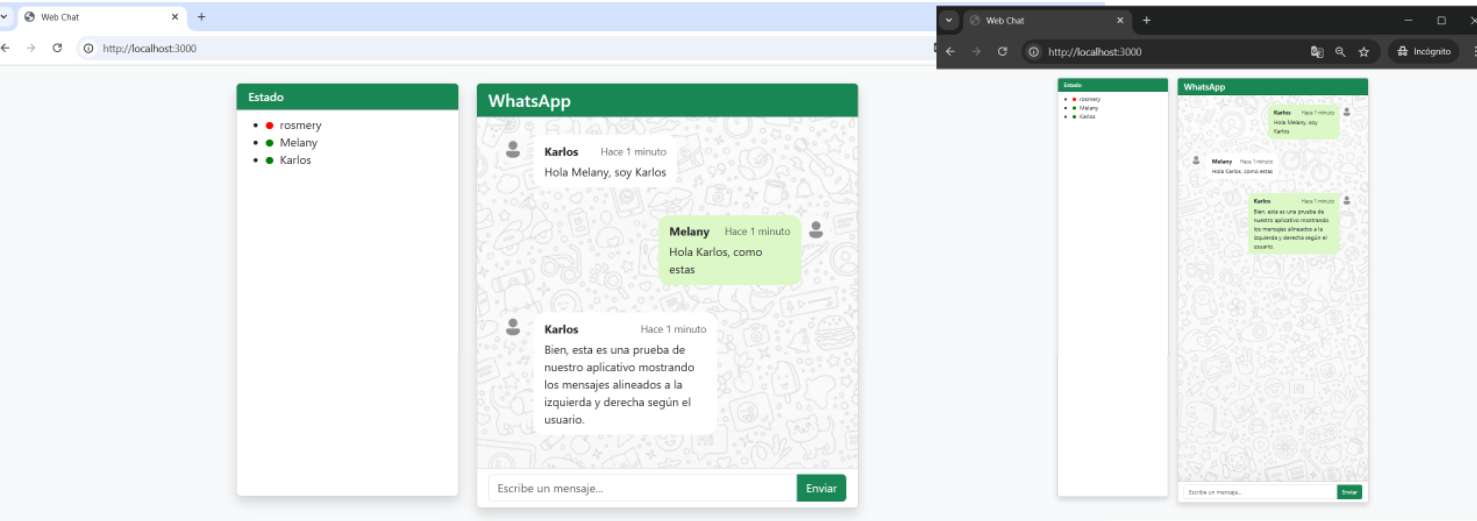 Web Chat
http://localhost:3000
Estado
rosmery
Melany
Karlos
WhatsApp
Karlos Hace 1 minuto
Hola Melany, soy Karlos
Melany Hace 1 minuto
Hola Karlos, como
estas
Karlos Hace 1 minuto
Bien, esta es una prueba de
nuestro aplicativo mostrando
los mensajes alineados a la
izquierda y derecha según el
usuario.
Escribe un mensaje...
Enviar
Web Chat
http://localhost:3000
Incógnito
Estado
rosmery
Melany
Karlos
WhatsApp
Karlos Hace 1 minuto
Hola Melany, soy
Karlos
Melany Hace 1 minuto
Hola Karlos, como estas
Karlos Hace 1 minuto
Bien, esta es una prueba de
nuestro aplicativo mostrando
los mensajes alineados a la
izquierda y derecha según el
usuario.
Escribe un mensaje...
Enviar